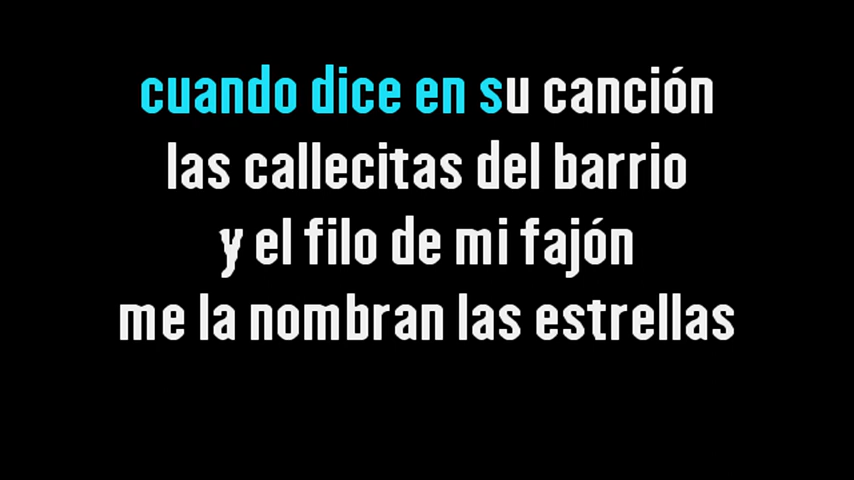 cuando dice en su canción
las callecitas del barrio
y el filo de mi fajón
me la nombran las estrellas